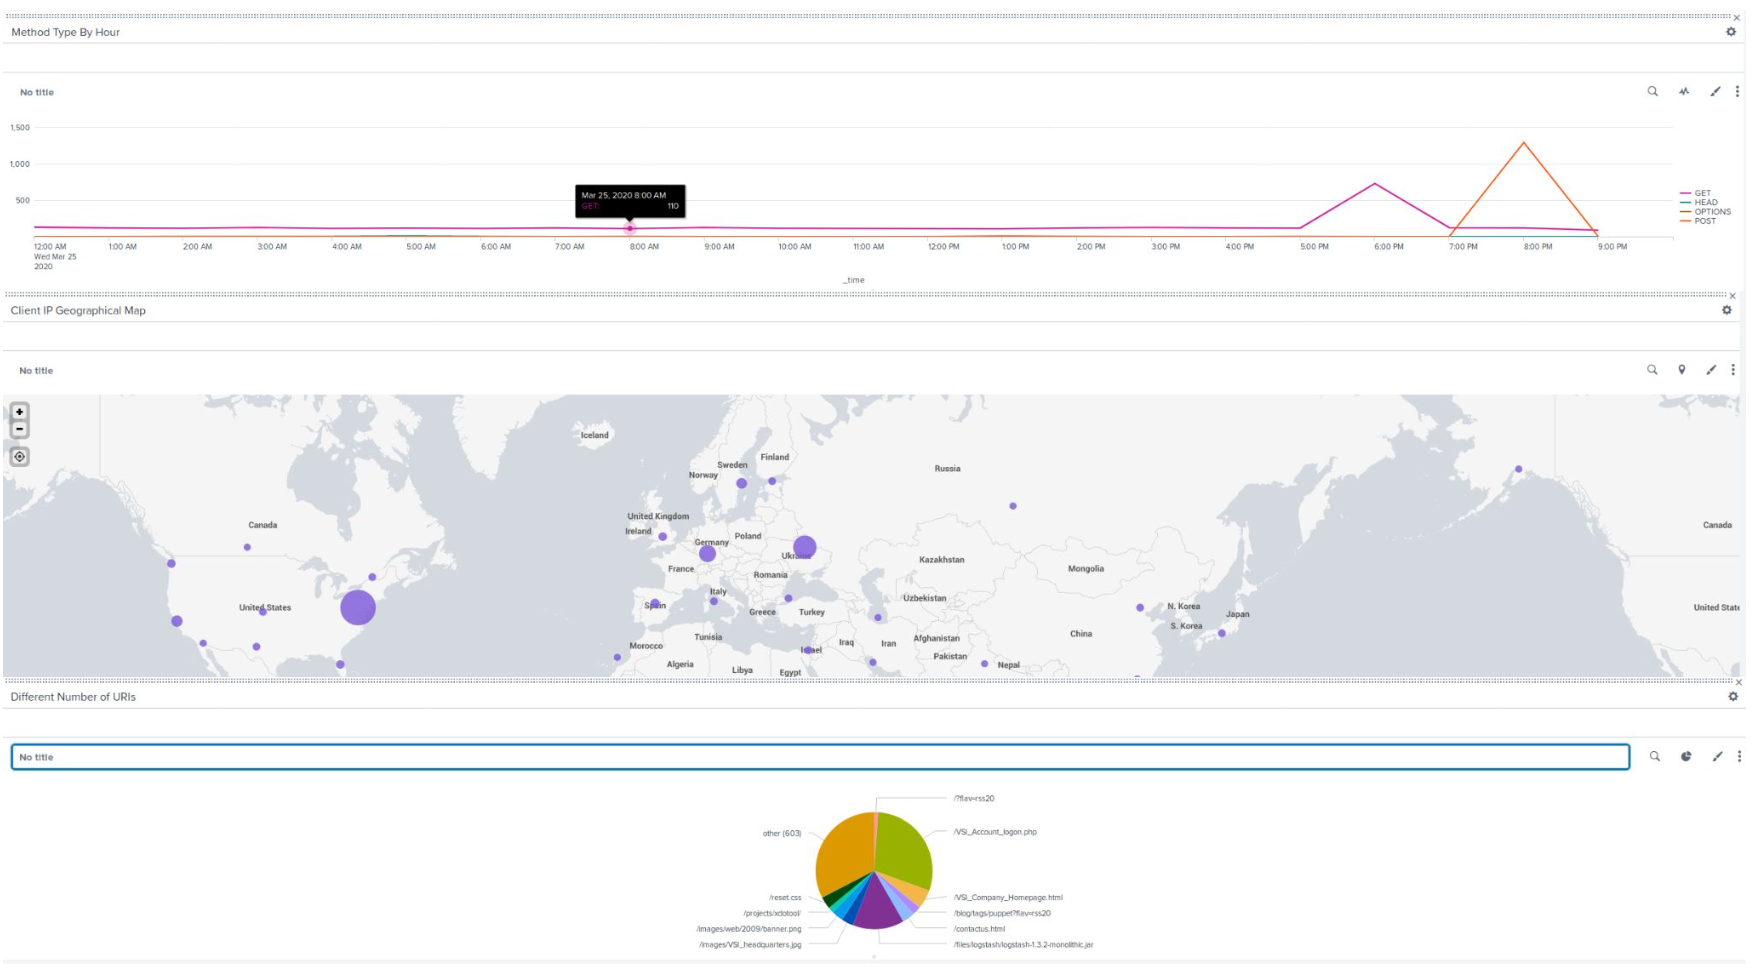 Method Type By Hour
No title
1,500
1,000
500
Mar 25, 2020 8:00 AM
GET: 110
GET
HEAD
OPTIONS
POST
12:00 AM 1:00 AM 2:00 AM 3:00 AM 4:00 AM 5:00 AM 6:00 AM 7:00 AM 8:00 AM 9:00 AM 10:00 AM 11:00 AM 12:00 PM 1:00 PM 2:00 PM 3:00 PM 4:00 PM 5:00 PM 6:00 PM 7:00 PM 8:00 PM 9:00 PM
Wed Mar 25
2020
_time
Client IP Geographical Map
No title
Iceland
Finland
Sweden
Russia
Norway
United Kingdom
Canada
Canada
Ireland
Poland
Germany
Ukraine
Kazakhstan
France
Mongolia
Romania
Italy
Uzbekistan
Spain
United States
N. Korea
United State
Greece
Turkey
Japan
S. Korea
China
Tunisia
Afghanistan
Morocco
Iraq
Iran
Israel
Pakistan
Algeria
Nepal
Libya
Egypt
Different Number of URIs
No title
/?flav=rss20
other (603)
/VSI_Account_logon.php
/reset.css
/VSI_Company_Homepage.html
/projects/xdotool/
/blog/tags/puppet?flav=rss20
/images/web/2009/banner.png
/contactus.html
/images/VSI_headquarters.jpg
/files/logstash/logstash-1.3.2-monolithic.jar